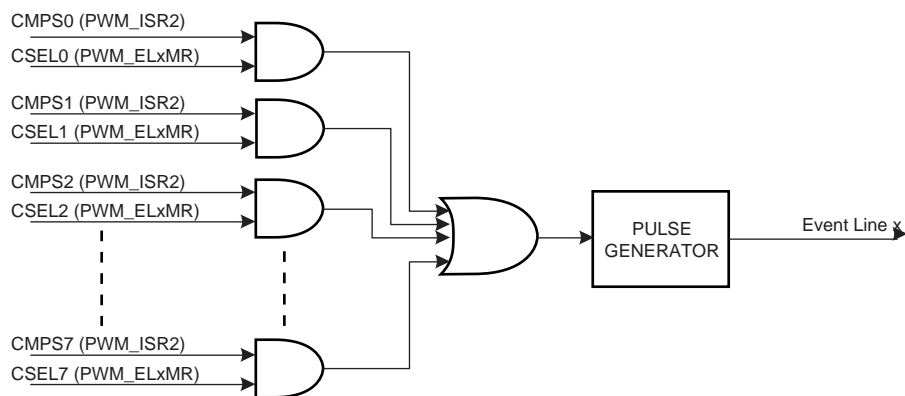 CMPS0 (PWM_ISR2)
CSEL0 (PWM_ELxMR)
CMPS1 (PWM_ISR2)
CSEL1 (PWM_ELxMR)
CMPS2 (PWM_ISR2)
CSEL2 (PWM_ELxMR)
CMPS7 (PWM_ISR2)
CSEL7 (PWM_ELxMR)
PULSE
GENERATOR
Event Line x